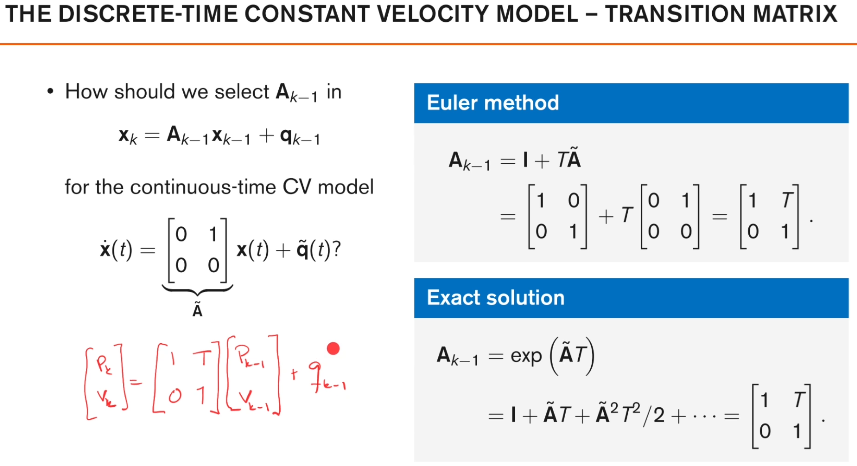 THE DISCRETE-TIME CONSTANT VELOCITY MODEL – TRANSITION MATRIX
• How should we select A_{k−1} in
x_k = A_{k−1}x_{k−1} + q_{k−1}
for the continuous-time CV model
ẋ(t) = [0 1; 0 0] x(t) + q̃(t)?
Ã
[P_k; v_k] = [1 T; 0 1] [P_{k-1}; v_{k-1}] + q_{k-1}
Euler method
A_{k−1} = I + TÃ
= [1 0; 0 1] + T [0 1; 0 0] = [1 T; 0 1].
Exact solution
A_{k−1} = exp(ÃT)
= I + ÃT + Ã²T²/2 + ⋯ = [1 T; 0 1].